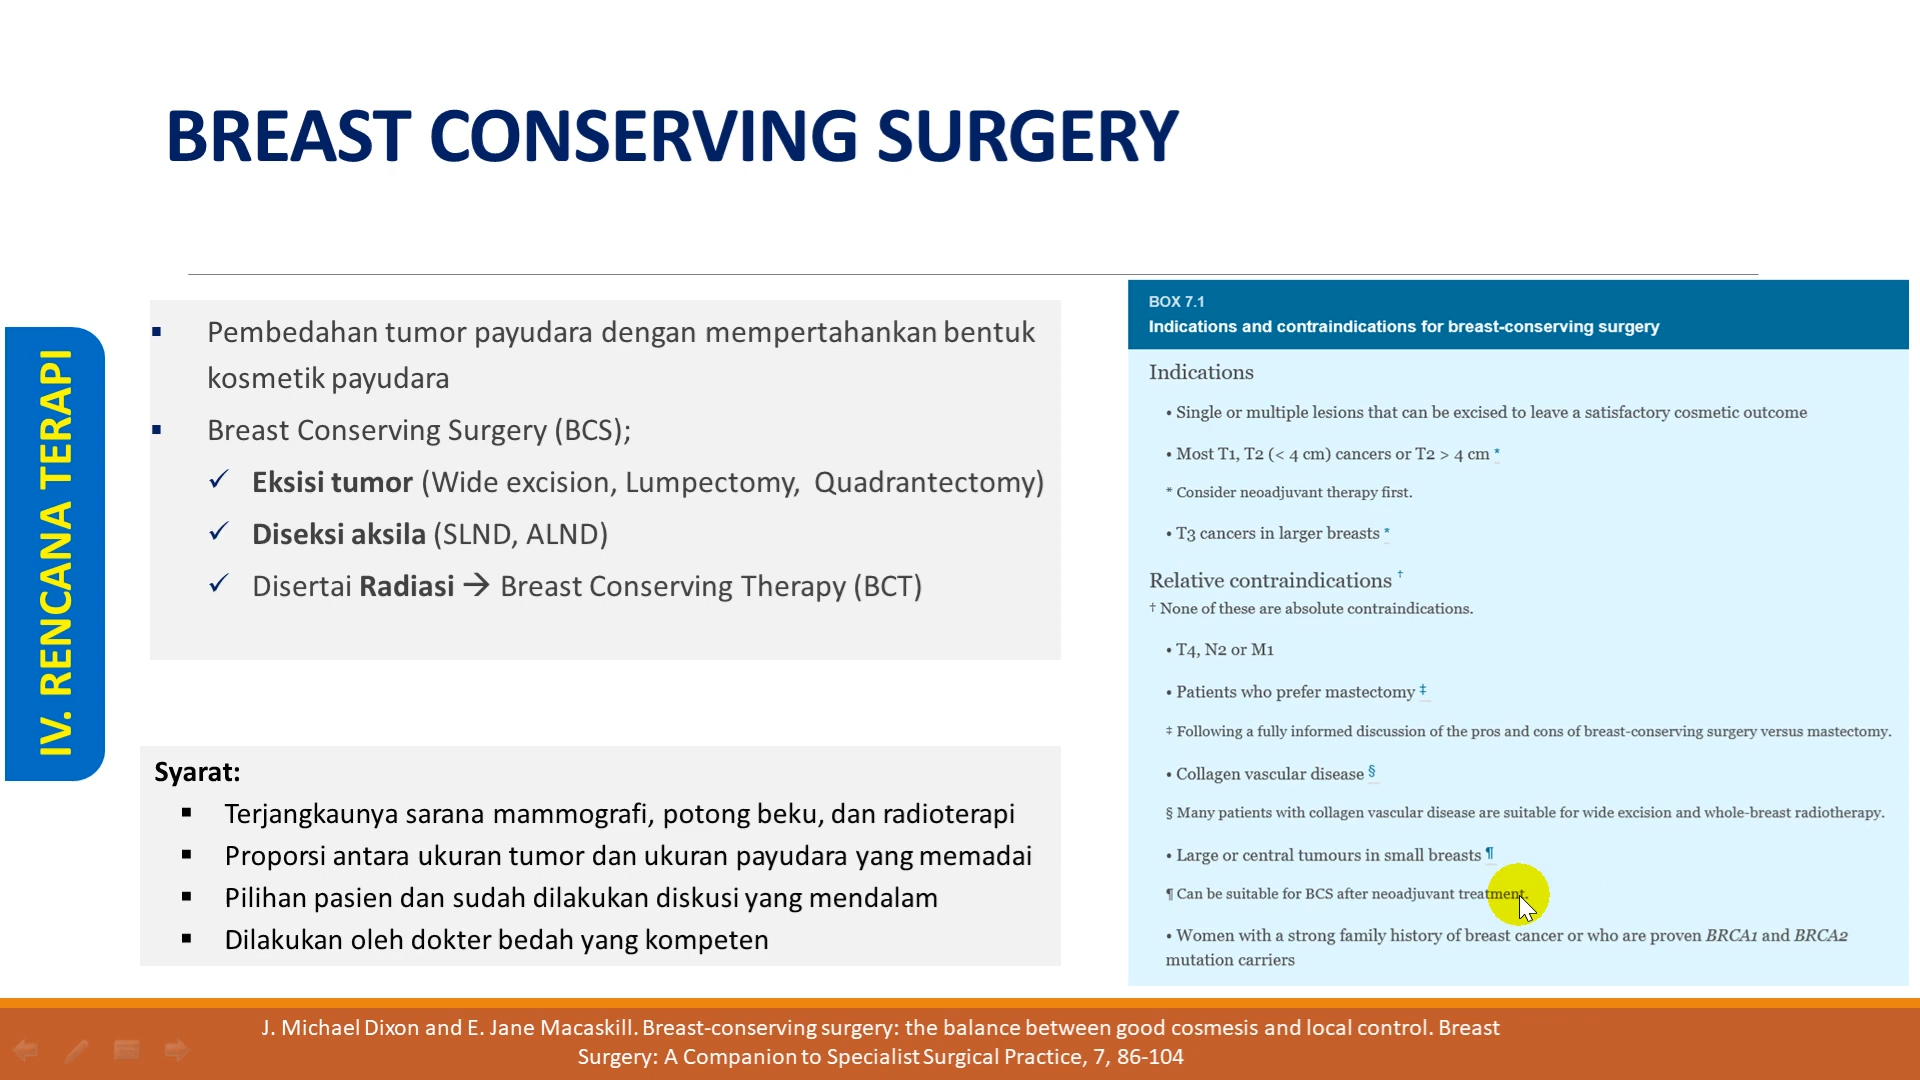 BREAST CONSERVING SURGERY
IV. RENCANA TERAPI
▪ Pembedahan tumor payudara dengan mempertahankan bentuk
kosmetik payudara
▪ Breast Conserving Surgery (BCS);
✓ Eksisi tumor (Wide excision, Lumpectomy, Quadrantectomy)
✓ Diseksi aksila (SLND, ALND)
✓ Disertai Radiasi → Breast Conserving Therapy (BCT)
Syarat:
▪ Terjangkaunya sarana mammografi, potong beku, dan radioterapi
▪ Proporsi antara ukuran tumor dan ukuran payudara yang memadai
▪ Pilihan pasien dan sudah dilakukan diskusi yang mendalam
▪ Dilakukan oleh dokter bedah yang kompeten
BOX 7.1
Indications and contraindications for breast-conserving surgery
Indications
• Single or multiple lesions that can be excised to leave a satisfactory cosmetic outcome
• Most T1, T2 (< 4 cm) cancers or T2 > 4 cm *
* Consider neoadjuvant therapy first.
• T3 cancers in larger breasts *
Relative contraindications †
† None of these are absolute contraindications.
• T4, N2 or M1
• Patients who prefer mastectomy ‡
‡ Following a fully informed discussion of the pros and cons of breast-conserving surgery versus mastectomy.
• Collagen vascular disease §
§ Many patients with collagen vascular disease are suitable for wide excision and whole-breast radiotherapy.
• Large or central tumours in small breasts ¶
¶ Can be suitable for BCS after neoadjuvant treatment.
• Women with a strong family history of breast cancer or who are proven BRCA1 and BRCA2
mutation carriers
J. Michael Dixon and E. Jane Macaskill. Breast-conserving surgery: the balance between good cosmesis and local control. Breast
Surgery: A Companion to Specialist Surgical Practice, 7, 86-104